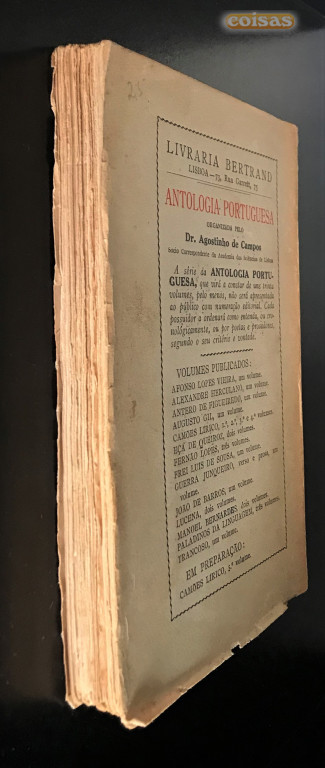 coisas
25
LIVRARIA BERTRAND
LISBOA — 73, Rua Garrett, 75
ANTOLOGIA PORTUGUESA
ORGANIZADA PELO
Dr. Agostinho de Campos
Sócio Correspondente da Academia das Sciências de Lisboa
A série da ANTOLOGIA PORTU-
GUESA, que virá a constar de uns trinta
volumes, pelo menos, não será apresentada
ao público com numeração editorial. Cada
possuidor a ordenará como entenda, ou cro-
nológicamente, ou por poetas e prosadores,
segundo o seu critério e vontade.
VOLUMES PUBLICADOS:
AFONSO LOPES VIEIRA, um volume.
ALEXANDRE HERCULANO, um volume.
ANTERO DE FIGUEIREDO, um volume.
AUGUSTO GIL, um volume.
CAMÕES LÍRICO, 1.º, 2.º, 3.º e 4.º volumes.
EÇA DE QUEIROZ, dois volumes.
FERNÃO LOPES, três volumes.
FREI LUIS DE SOUSA, um volume.
GUERRA JUNQUEIRO, verso e prosa, um
volume.
JOÃO DE BARROS, um volume.
LUCENA, dois volumes.
MANOEL BERNARDES, dois volumes.
PALADINOS DA LINGUAGEM, três volumes.
TRANCOSO, um volume.
EM PREPARAÇÃO:
CAMÕES LÍRICO, 5.º volume.